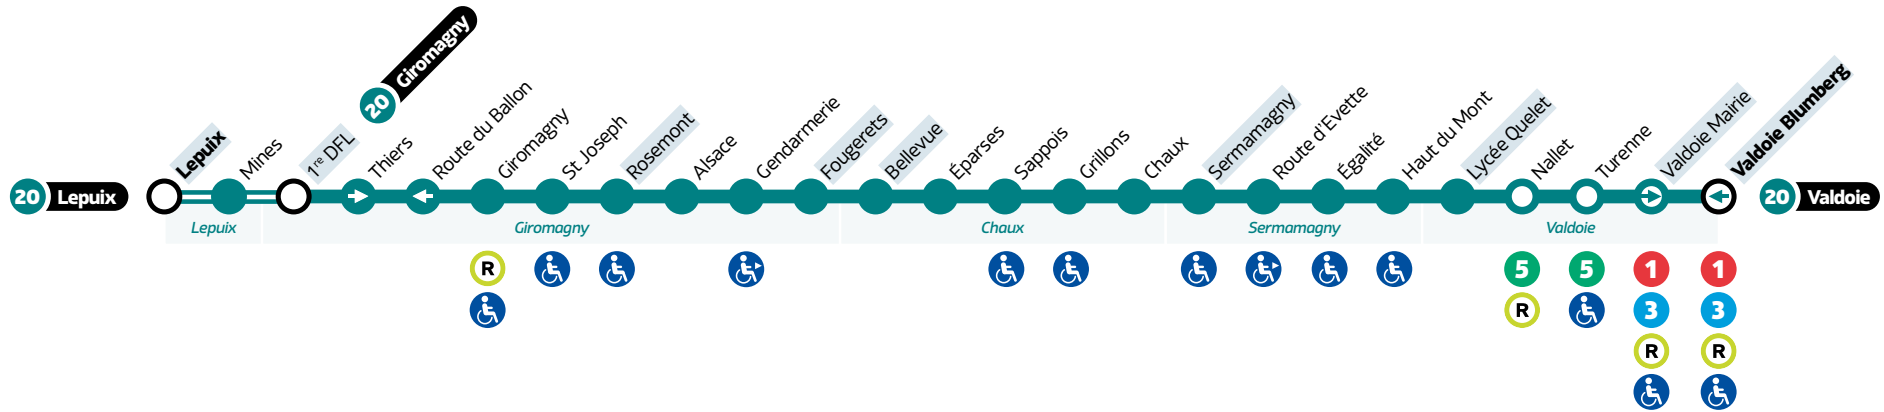 20 Giromagny
Lepuix
Mines
1re DFL
Thiers
Route du Ballon
Giromagny
St Joseph
Rosemont
Alsace
Gendarmerie
Fougerets
Bellevue
Éparses
Sappois
Grillons
Chaux
Sermamagny
Route d'Evette
Égalité
Haut du Mont
Lycée Quelet
Nallet
Turenne
Valdoie Mairie
Valdoie Blumberg
20 Lepuix
20 Valdoie
Lepuix Giromagny Chaux Sermamagny Valdoie
R 5 5 1 1
R 3 3
R R